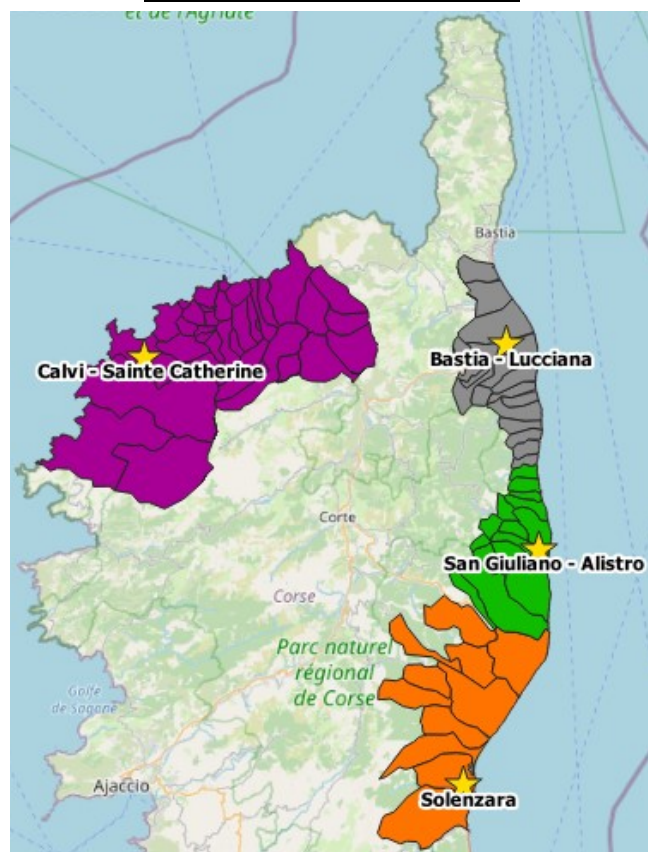 et de l'Agriate
Bastia
Bastia - Lucciana
Calvi - Sainte Catherine
Corte
San Giuliano - Alistro
Corse
Parc naturel
régional
de Corse
Golfe
de Sagone
Ajaccio
Solenzara